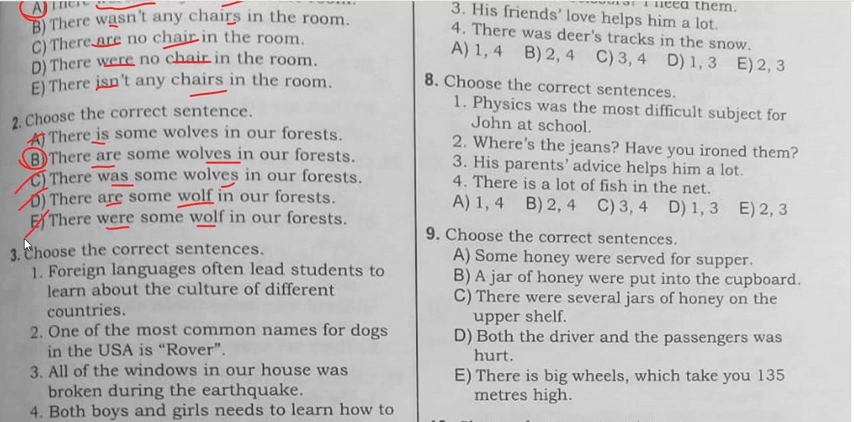 A)
B) There wasn't any chairs in the room.
C) There are no chair in the room.
D) There were no chair in the room.
E) There isn't any chairs in the room.
2. Choose the correct sentence.
A) There is some wolves in our forests.
B) There are some wolves in our forests.
C) There was some wolves in our forests.
D) There are some wolf in our forests.
E) There were some wolf in our forests.
3. Choose the correct sentences.
1. Foreign languages often lead students to
learn about the culture of different
countries.
2. One of the most common names for dogs
in the USA is “Rover”.
3. All of the windows in our house was
broken during the earthquake.
4. Both boys and girls needs to learn how to
I need them.
3. His friends’ love helps him a lot.
4. There was deer's tracks in the snow.
A) 1, 4 B) 2, 4 C) 3, 4 D) 1, 3 E) 2, 3
8. Choose the correct sentences.
1. Physics was the most difficult subject for
John at school.
2. Where's the jeans? Have you ironed them?
3. His parents’ advice helps him a lot.
4. There is a lot of fish in the net.
A) 1, 4 B) 2, 4 C) 3, 4 D) 1, 3 E) 2, 3
9. Choose the correct sentences.
A) Some honey were served for supper.
B) A jar of honey were put into the cupboard.
C) There were several jars of honey on the
upper shelf.
D) Both the driver and the passengers was
hurt.
E) There is big wheels, which take you 135
metres high.